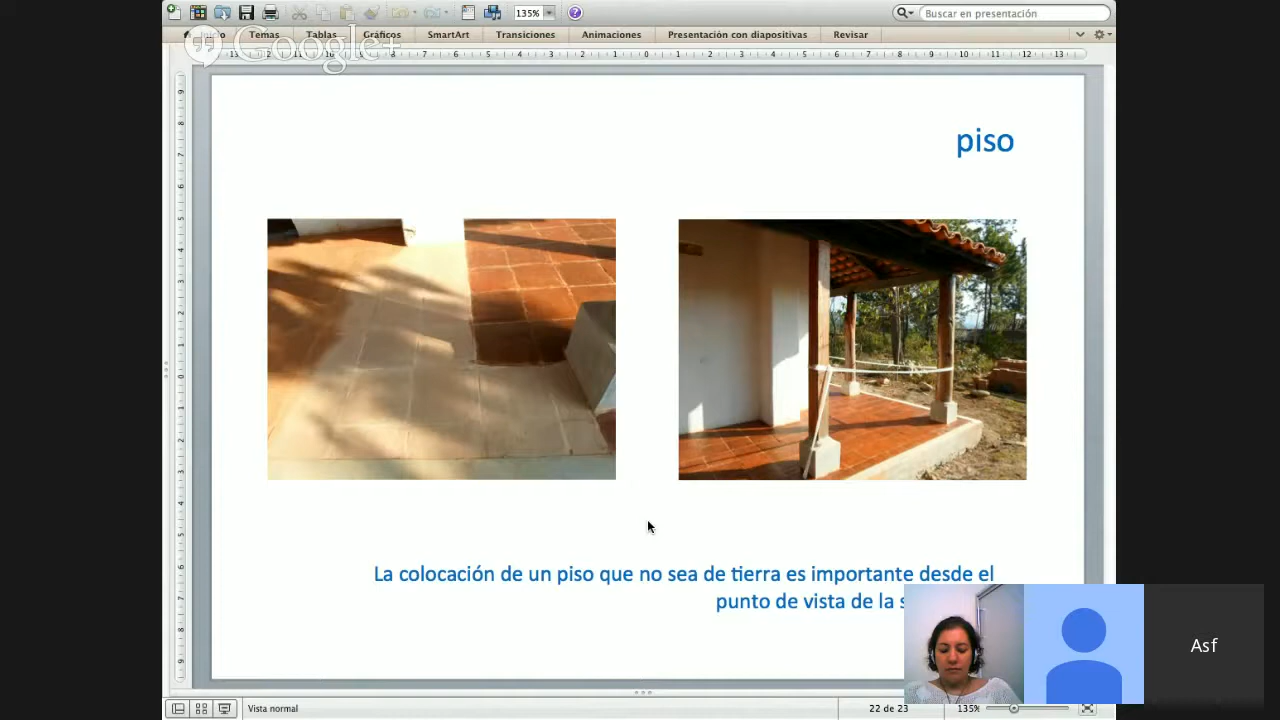 135%
Buscar en presentación
Inicio Temas Tablas Gráficos SmartArt Transiciones Animaciones Presentación con diapositivas Revisar
Google+
piso
La colocación de un piso que no sea de tierra es importante desde el
punto de vista de la
Asf
Vista normal 22 de 23 135%